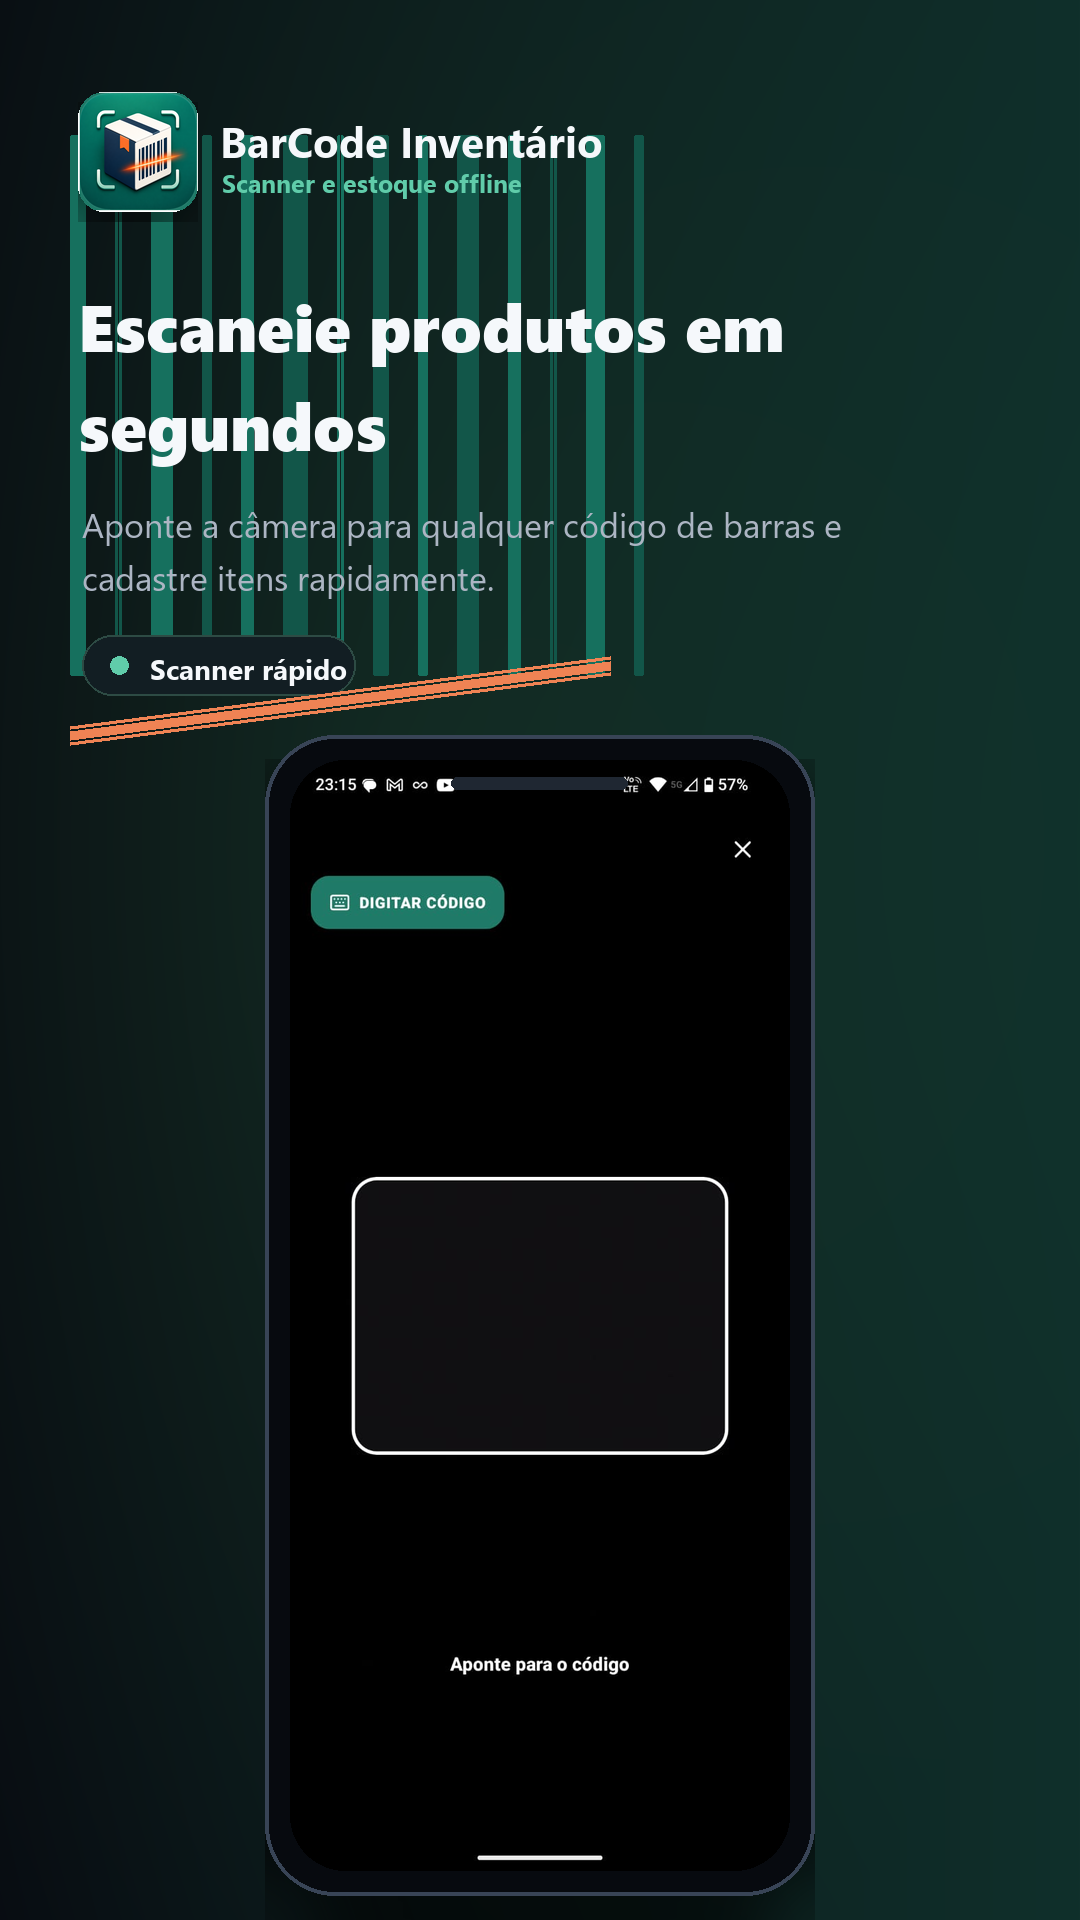 BarCode Inventário
Scanner e estoque offline
Escaneie produtos em
segundos
Aponte a câmera para qualquer código de barras e
cadastre itens rapidamente.
Scanner rápido
23:15 5G 57%
DIGITAR CÓDIGO
Aponte para o código